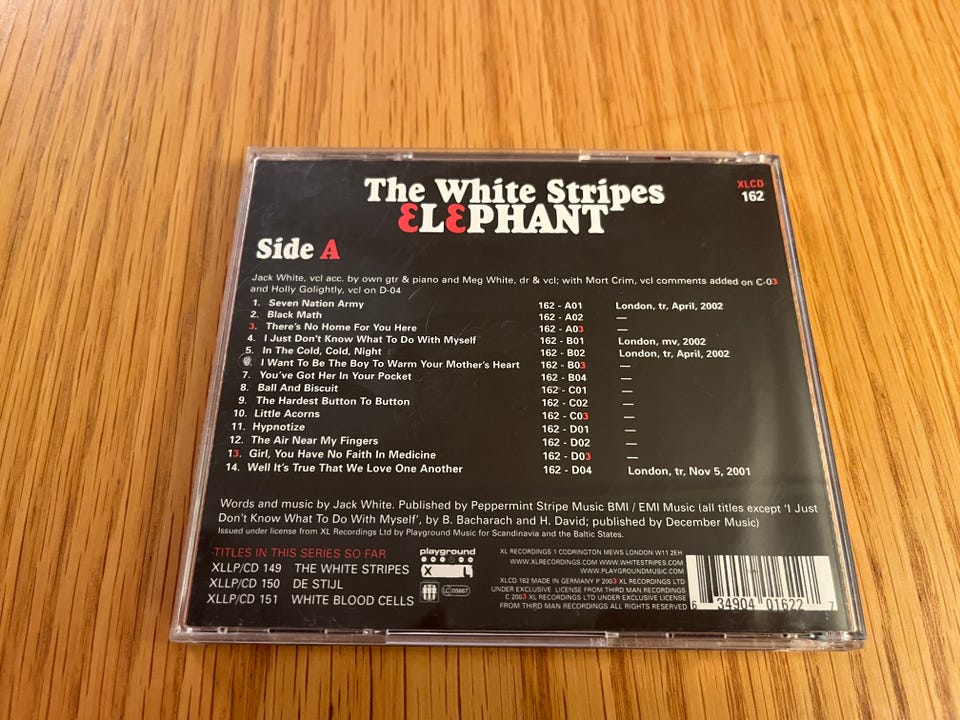 The White Stripes
ELEPHANT
XLCD
162
Side A
Jack White, vcl acc. by own gtr & piano and Meg White, dr & vcl; with Mort Crim, vcl comments added on C-03
and Holly Golightly, vcl on D-04
1. Seven Nation Army 162 - A01 London, tr, April, 2002
2. Black Math 162 - A02 —
3. There's No Home For You Here 162 - A03 —
4. I Just Don't Know What To Do With Myself 162 - B01 London, mv, 2002
5. In The Cold, Cold, Night 162 - B02 London, tr, April, 2002
6. I Want To Be The Boy To Warm Your Mother's Heart 162 - B03 —
7. You've Got Her In Your Pocket 162 - B04 —
8. Ball And Biscuit 162 - C01 —
9. The Hardest Button To Button 162 - C02 —
10. Little Acorns 162 - C03 —
11. Hypnotize 162 - D01 —
12. The Air Near My Fingers 162 - D02 —
13. Girl, You Have No Faith In Medicine 162 - D03 —
14. Well It's True That We Love One Another 162 - D04 London, tr, Nov 5, 2001
Words and music by Jack White. Published by Peppermint Stripe Music BMI / EMI Music (all titles except 'I Just
Don't Know What To Do With Myself', by B. Bacharach and H. David; published by December Music)
Issued under license from XL Recordings Ltd by Playground Music for Scandinavia and the Baltic States.
TITLES IN THIS SERIES SO FAR
XLLP/CD 149 THE WHITE STRIPES
XLLP/CD 150 DE STIJL
XLLP/CD 151 WHITE BLOOD CELLS
playground
X L
LC 05667
XL RECORDINGS 1 CODRINGTON MEWS LONDON W11 2EH
WWW.XLRECORDINGS.COM WWW.WHITESTRIPES.COM
WWW.PLAYGROUNDMUSIC.COM
XLCD 162 MADE IN GERMANY P 2003 XL RECORDINGS LTD
UNDER EXCLUSIVE LICENSE FROM THIRD MAN RECORDINGS
C 2003 XL RECORDINGS LTD UNDER EXCLUSIVE LICENSE
FROM THIRD MAN RECORDINGS ALL RIGHTS RESERVED
6 34904 01622 7